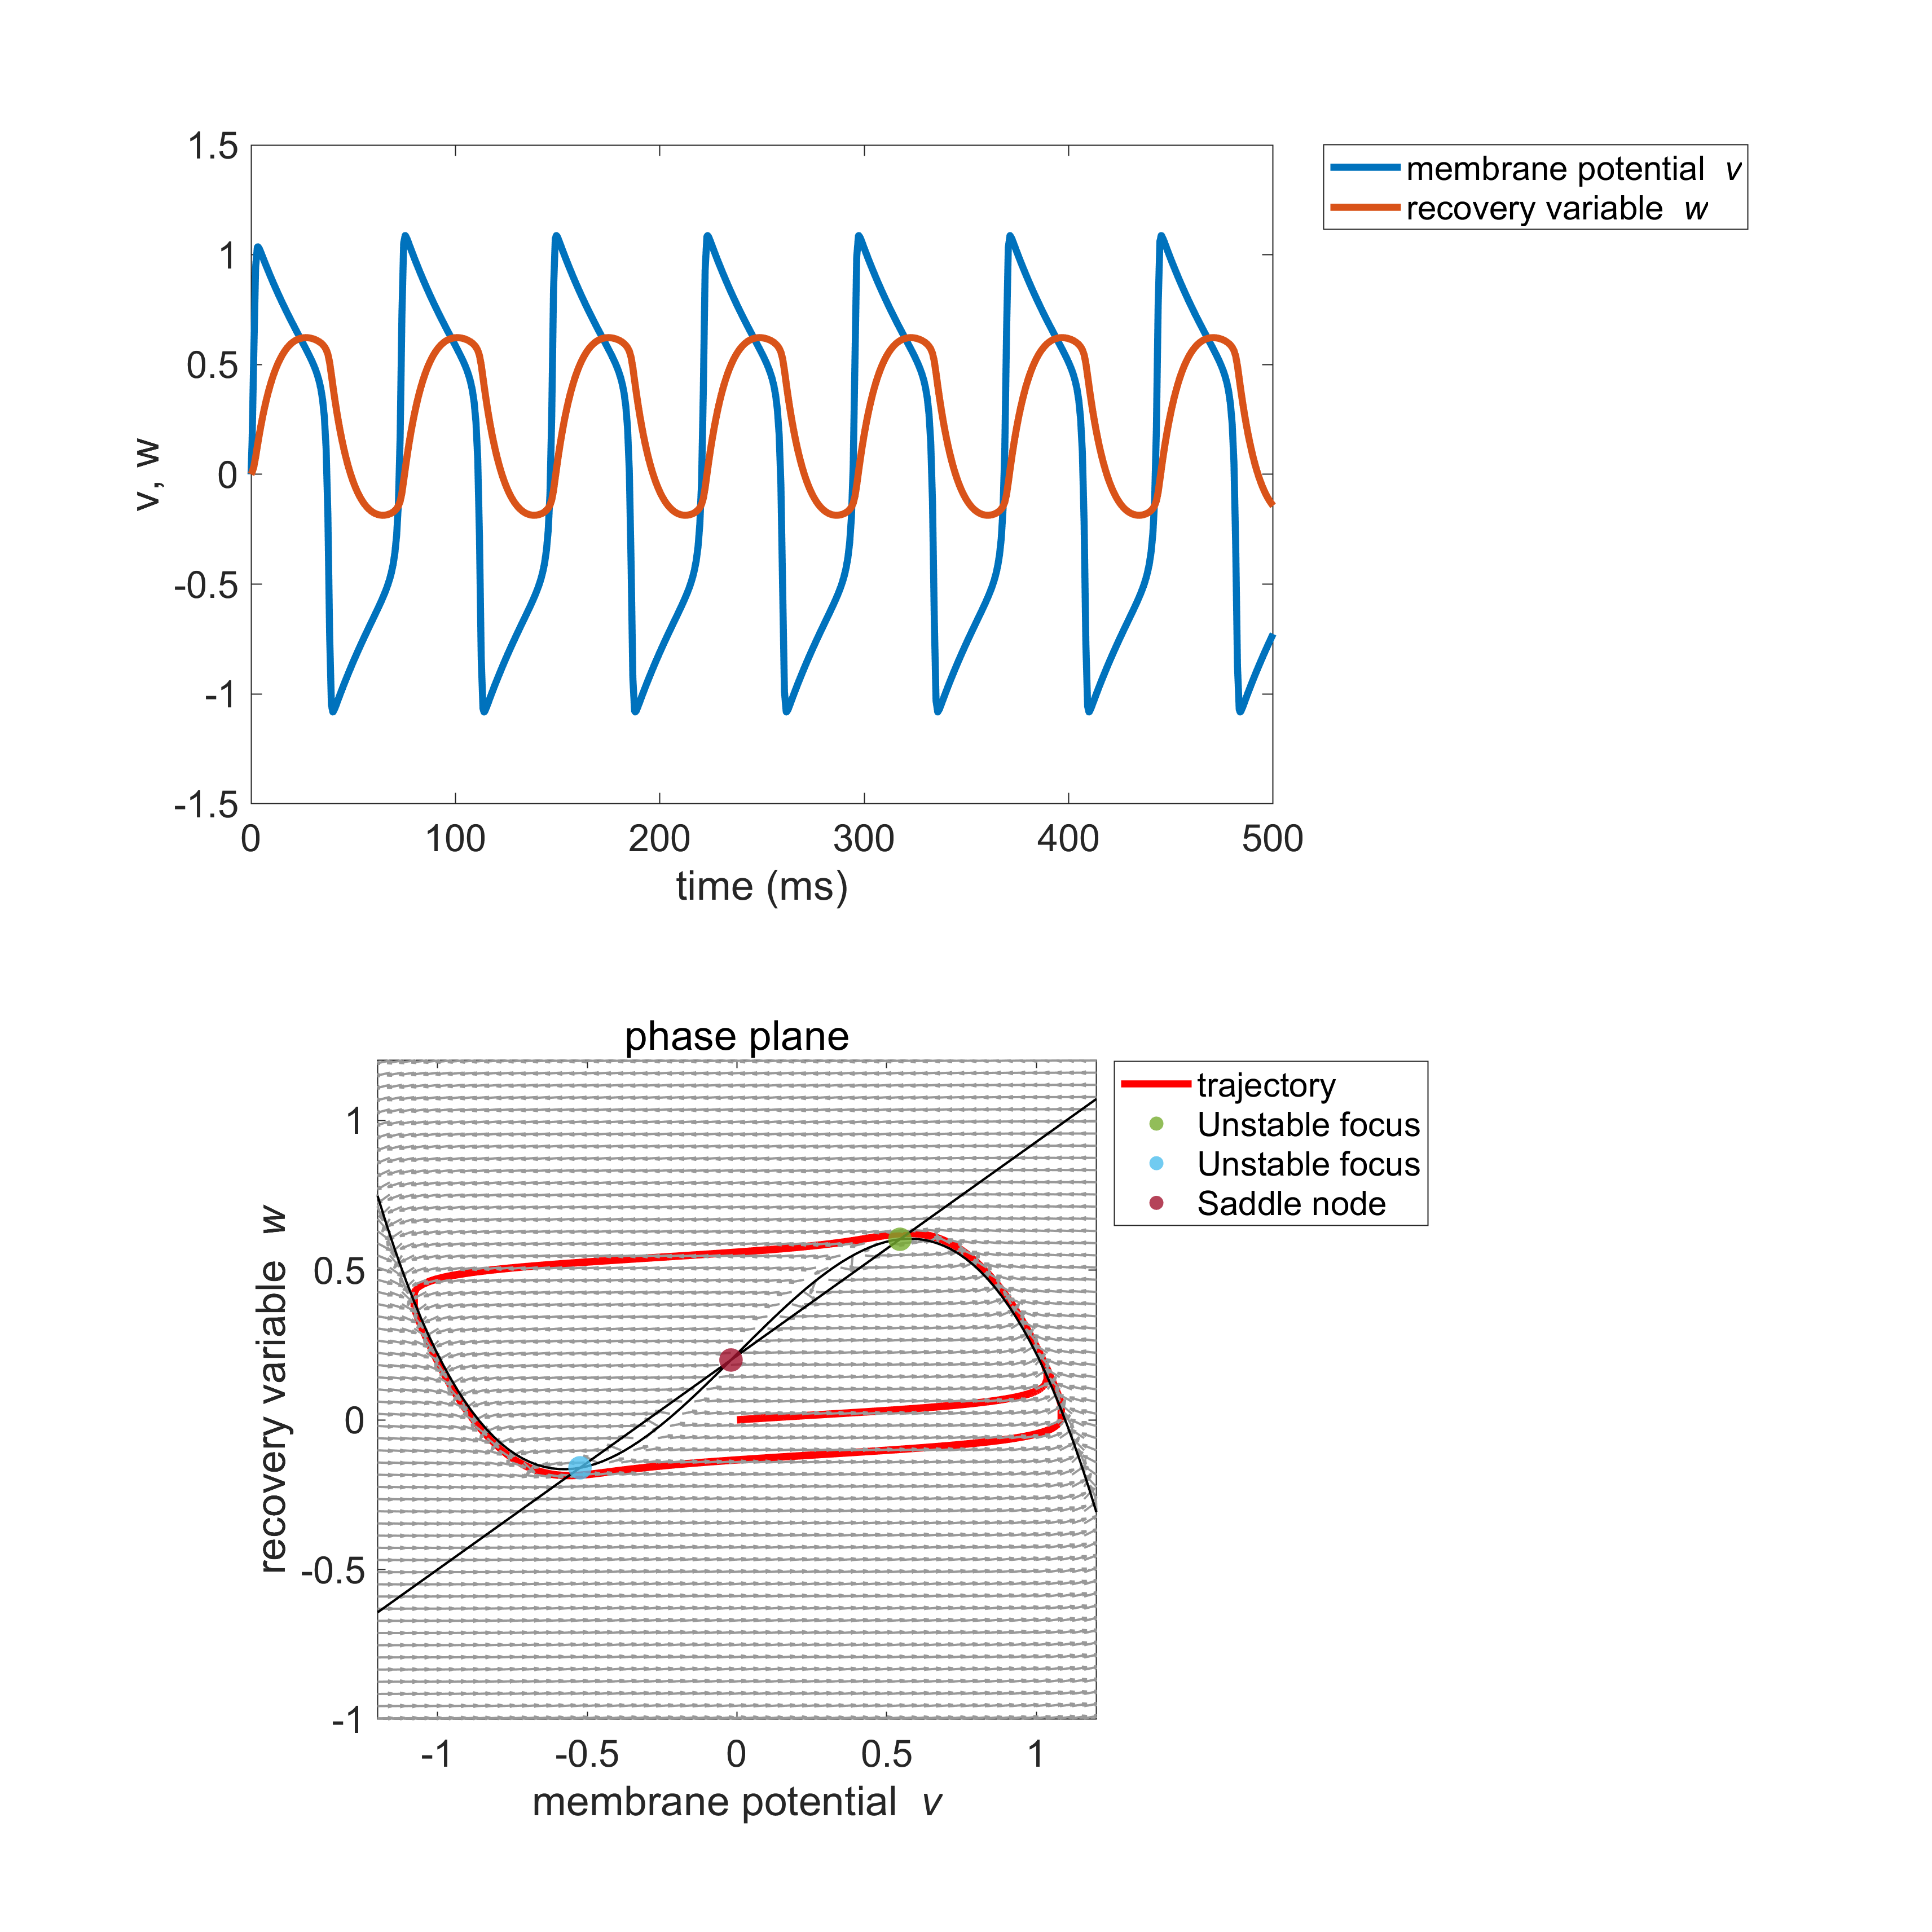 1.5
1
0.5
0
-0.5
-1
-1.5
v, w
0 100 200 300 400 500
time (ms)
membrane potential v
recovery variable w
phase plane
1
0.5
0
-0.5
-1
recovery variable w
-1 -0.5 0 0.5 1
membrane potential v
trajectory
Unstable focus
Unstable focus
Saddle node